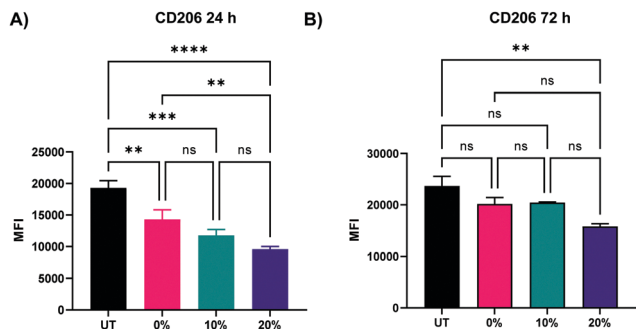 A)
CD206 24 h
****
**
***
**
ns
ns
MFI
25000
20000
15000
10000
5000
0
UT
0%
10%
20%
B)
CD206 72 h
**
ns
ns
ns
ns
ns
MFI
30000
20000
10000
0
UT
0%
10%
20%